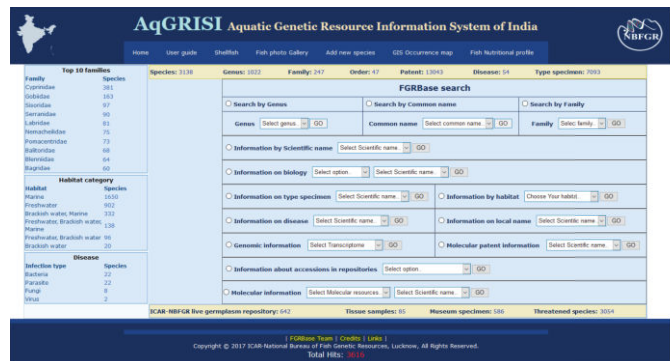 AqGRISI Aquatic Genetic Resource Information System of India
NBFGR
Home User guide Shellfish Fish photo Gallery Add new species GIS Occurrence map Fish Nutritional profile
Top 10 families
Family Species
Cyprinidae 381
Gobidae 163
Sisoridae 97
Serranidae 90
Labridae 81
Nemacheilidae 75
Pomacentridae 73
Balitoridae 68
Blenniidae 64
Bagridae 60
Habitat category
Habitat Species
Marine 1650
Freshwater 902
Brackish water, Marine 332
Freshwater, Brackish water, Marine 138
Freshwater, Brackish water 96
Brackish water 20
Disease
Infection type Species
Bacteria 22
Parasite 22
Fungi 8
Virus 2
Species: 3138 Genus: 1022 Family: 247 Order: 47 Patent: 13043 Disease: 54 Type specimen: 7093
FGRBase search
Search by Genus Search by Common name Search by Family
Genus Select genus.. GO Common name Select common name.. GO Family Selec family.. GO
Information by Scientific name Select Scientific name.. GO
Information on biology Select option.. Select Scientific name.. GO
Information on type specimen Select Scientific name.. GO Information by habitat Choose Your habitat.. GO
Information on disease Select Scientific name.. GO Information on local name Select Scientific name.. GO
Genomic information Select Transcriptome GO Molecular patent information Select Scientific name.. GO
Information about accessions in repositories Select option.. GO
Molecular information Select Molecular resources.. Select Scientific name.. GO
ICAR-NBFGR live germplasm repository: 642 Tissue samples: 85 Museum specimen: 586 Threatened species: 3054
| FGRBase Team | Credits | Links |
Copyright © 2017 ICAR-National Bureau of Fish Genetic Resources, Lucknow, All Rights Reserved.
Total Hits: 3616